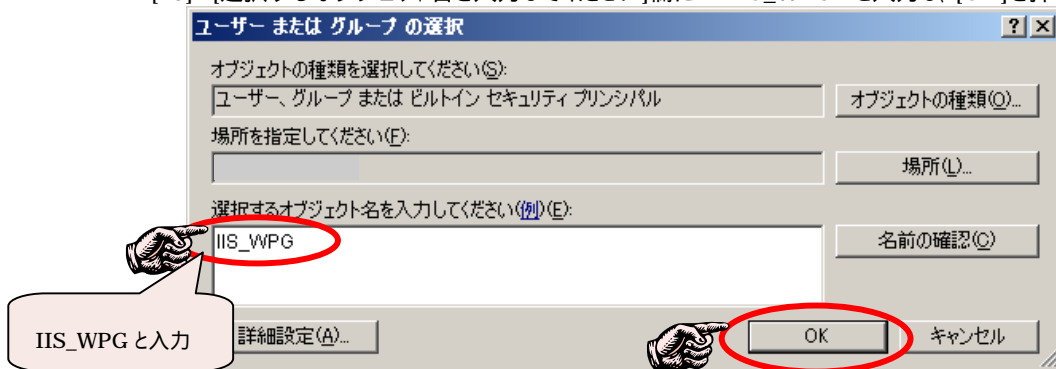 ユーザー または グループ の選択
オブジェクトの種類を選択してください(S):
ユーザー、グループ または ビルトイン セキュリティ プリンシパル
オブジェクトの種類(O)...
場所を指定してください(F):
場所(L)...
選択するオブジェクト名を入力してください(例)(E):
IIS_WPG
名前の確認(C)
IIS_WPG と入力
詳細設定(A)...
OK
キャンセル